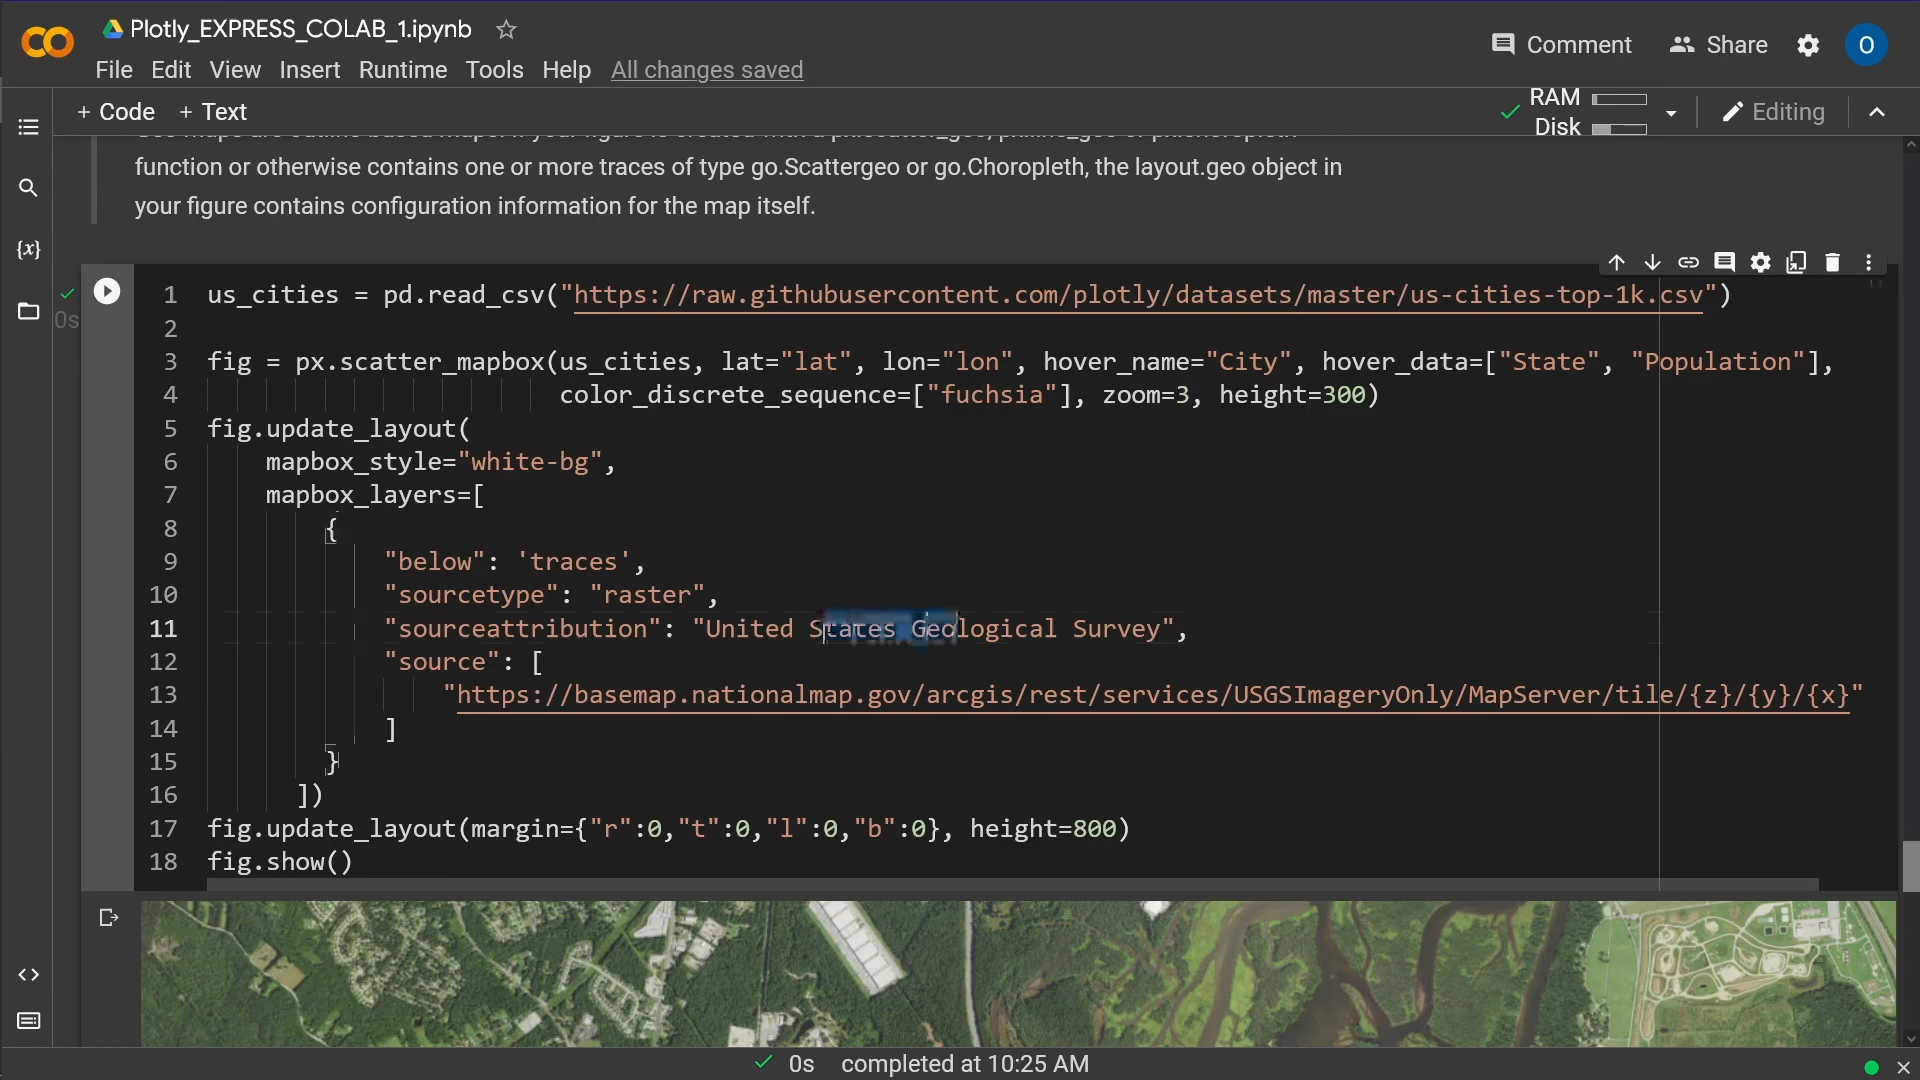 Plotly_EXPRESS_COLAB_1.ipynb
Comment Share O
File Edit View Insert Runtime Tools Help All changes saved
+ Code + Text
RAM
Disk
Editing
function or otherwise contains one or more traces of type go.Scattergeo or go.Choropleth, the layout.geo object in
your figure contains configuration information for the map itself.
{x}
0s
1 us_cities = pd.read_csv("https://raw.githubusercontent.com/plotly/datasets/master/us-cities-top-1k.csv")
2
3 fig = px.scatter_mapbox(us_cities, lat="lat", lon="lon", hover_name="City", hover_data=["State", "Population"],
4 color_discrete_sequence=["fuchsia"], zoom=3, height=300)
5 fig.update_layout(
6 mapbox_style="white-bg",
7 mapbox_layers=[
8 {
9 "below": 'traces',
10 "sourcetype": "raster",
11 "sourceattribution": "United States Geological Survey",
12 "source": [
13 "https://basemap.nationalmap.gov/arcgis/rest/services/USGSImageryOnly/MapServer/tile/{z}/{y}/{x}"
14 ]
15 }
16 ])
17 fig.update_layout(margin={"r":0,"t":0,"l":0,"b":0}, height=800)
18 fig.show()
0s completed at 10:25 AM